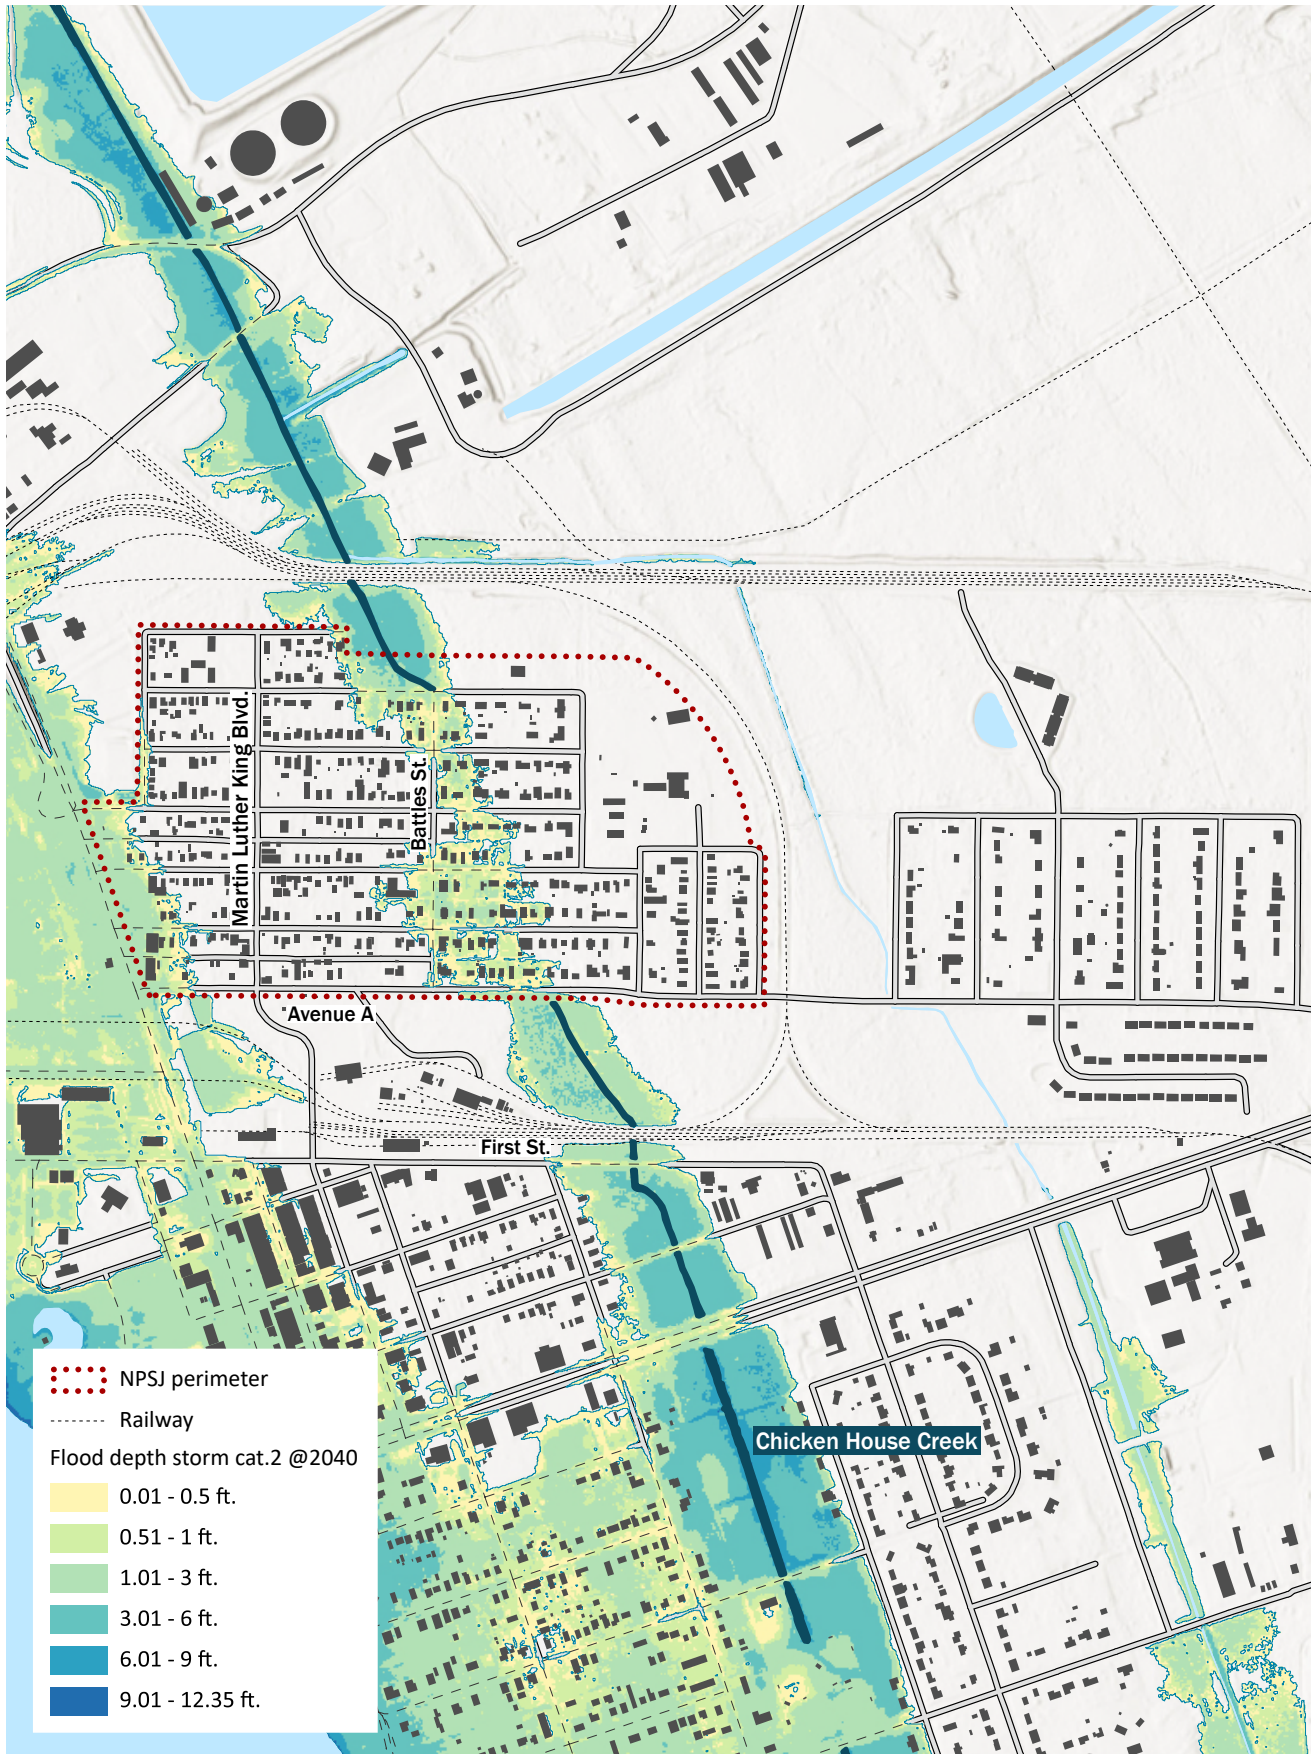 Martin Luther King Blvd.
Battles St.
Avenue A
First St.
Chicken House Creek
NPSJ perimeter
Railway
Flood depth storm cat.2 @2040
0.01 - 0.5 ft.
0.51 - 1 ft.
1.01 - 3 ft.
3.01 - 6 ft.
6.01 - 9 ft.
9.01 - 12.35 ft.